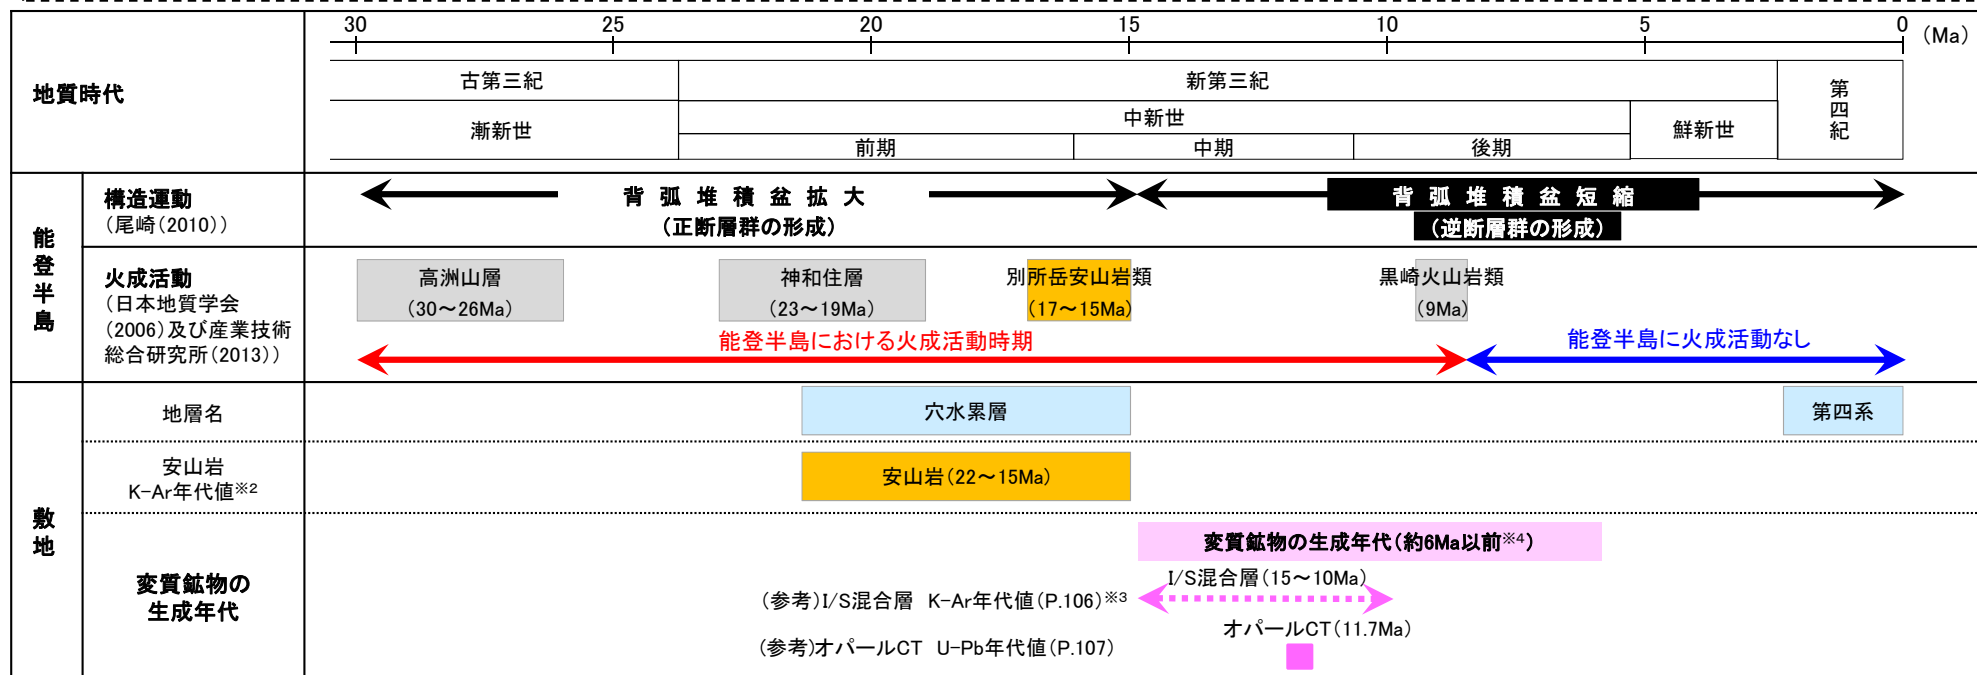 30 25 20 15 10 5 0 (Ma)
地質時代
古第三紀 新第三紀 第四紀
漸新世 中新世 鮮新世
前期 中期 後期
能登半島
構造運動
(尾崎(2010))
背弧堆積盆拡大
(正断層群の形成)
背弧堆積盆短縮
(逆断層群の形成)
火成活動
(日本地質学会
(2006)及び産業技術
総合研究所(2013))
高洲山層
(30～26Ma)
神和住層
(23～19Ma)
別所岳安山岩類
(17～15Ma)
黒崎火山岩類
(9Ma)
能登半島における火成活動時期
能登半島に火成活動なし
敷地
地層名
穴水累層
第四系
安山岩
K-Ar年代値※2
安山岩(22～15Ma)
変質鉱物の
生成年代
変質鉱物の生成年代(約6Ma以前※4)
I/S混合層(15～10Ma)
(参考)I/S混合層 K-Ar年代値(P.106)※3
オパールCT(11.7Ma)
(参考)オパールCT U-Pb年代値(P.107)